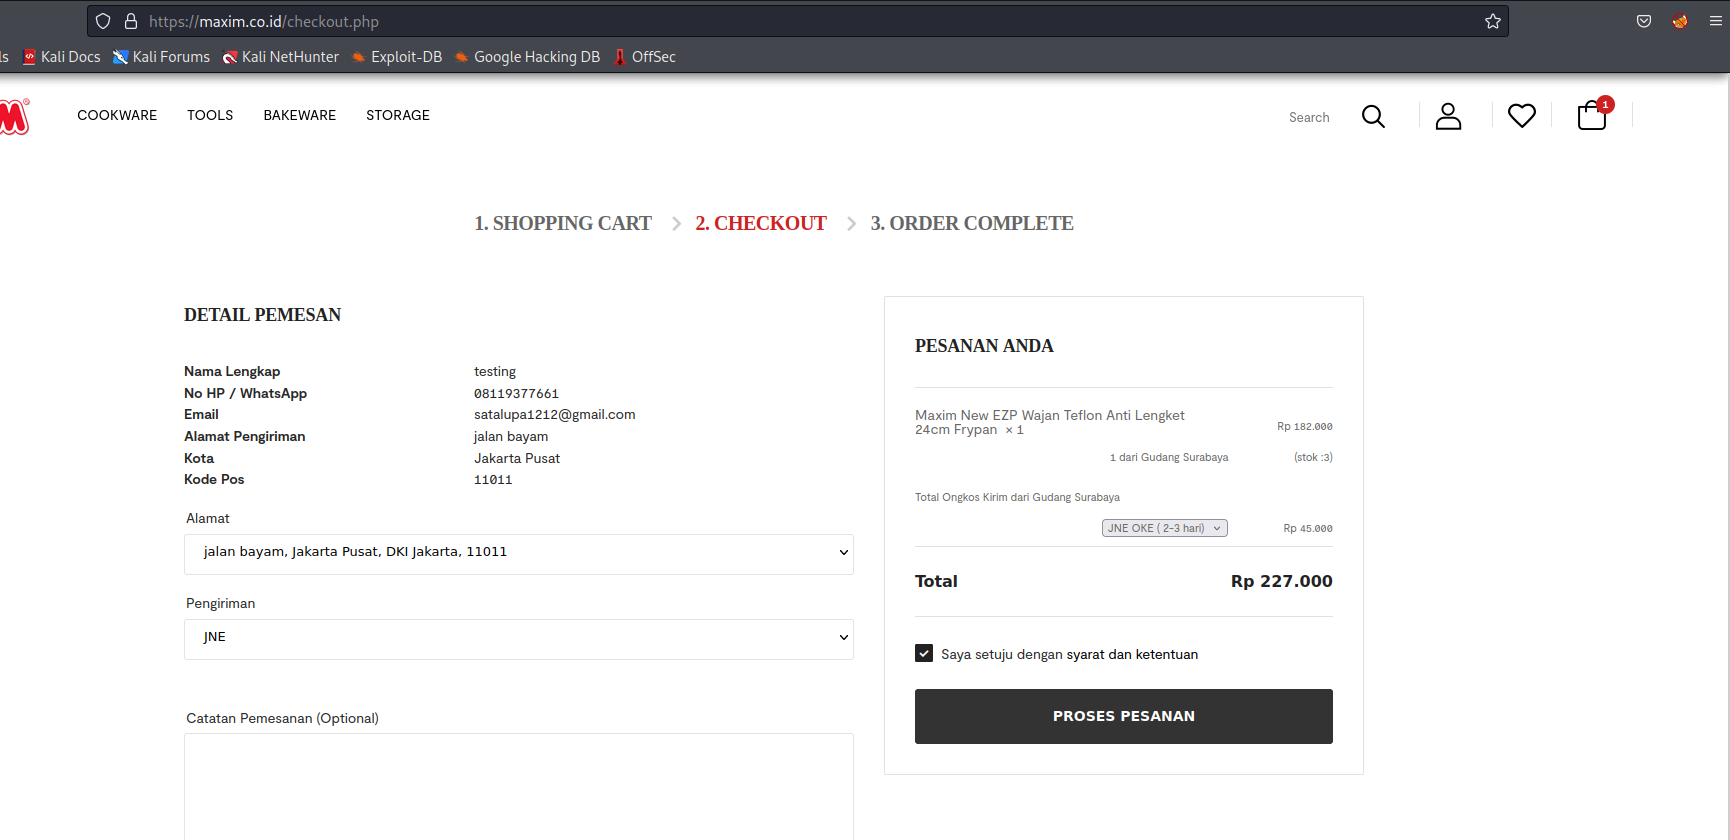 https://maxim.co.id/checkout.php
ls Kali Docs Kali Forums Kali NetHunter Exploit-DB Google Hacking DB OffSec
M®
COOKWARE TOOLS BAKEWARE STORAGE Search 1
1. SHOPPING CART 2. CHECKOUT 3. ORDER COMPLETE
DETAIL PEMESAN
Nama Lengkap testing
No HP / WhatsApp 08119377661
Email satalupa1212@gmail.com
Alamat Pengiriman jalan bayam
Kota Jakarta Pusat
Kode Pos 11011
Alamat
jalan bayam, Jakarta Pusat, DKI Jakarta, 11011
Pengiriman
JNE
Catatan Pemesanan (Optional)
PESANAN ANDA
Maxim New EZP Wajan Teflon Anti Lengket
24cm Frypan × 1 Rp 182.000
1 dari Gudang Surabaya (stok :3)
Total Ongkos Kirim dari Gudang Surabaya
JNE OKE ( 2-3 hari) Rp 45.000
Total Rp 227.000
Saya setuju dengan syarat dan ketentuan
PROSES PESANAN